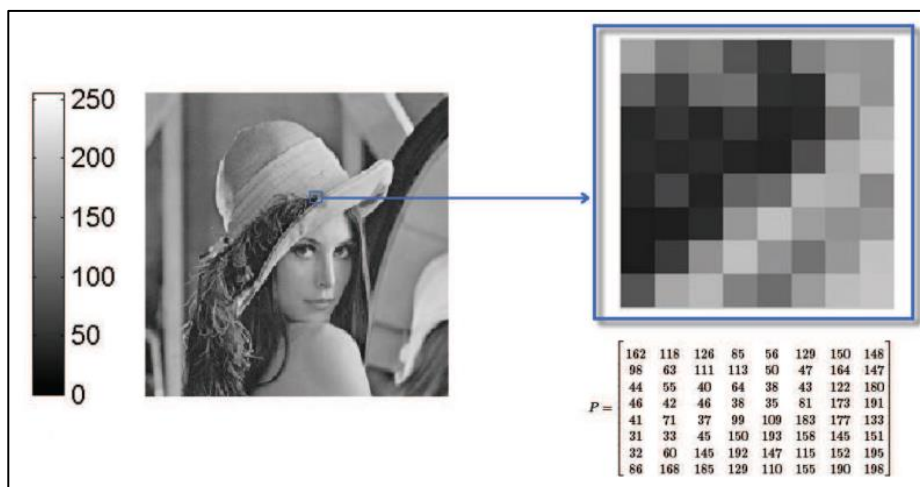 250
200
150
100
50
0
P =
162 118 126 85 56 129 150 148
98 63 111 113 50 47 164 147
44 55 40 64 38 43 122 180
46 42 46 38 35 81 173 191
41 71 37 99 109 183 177 133
31 33 45 150 193 158 145 151
32 60 145 192 147 115 152 195
86 168 185 129 110 155 190 198